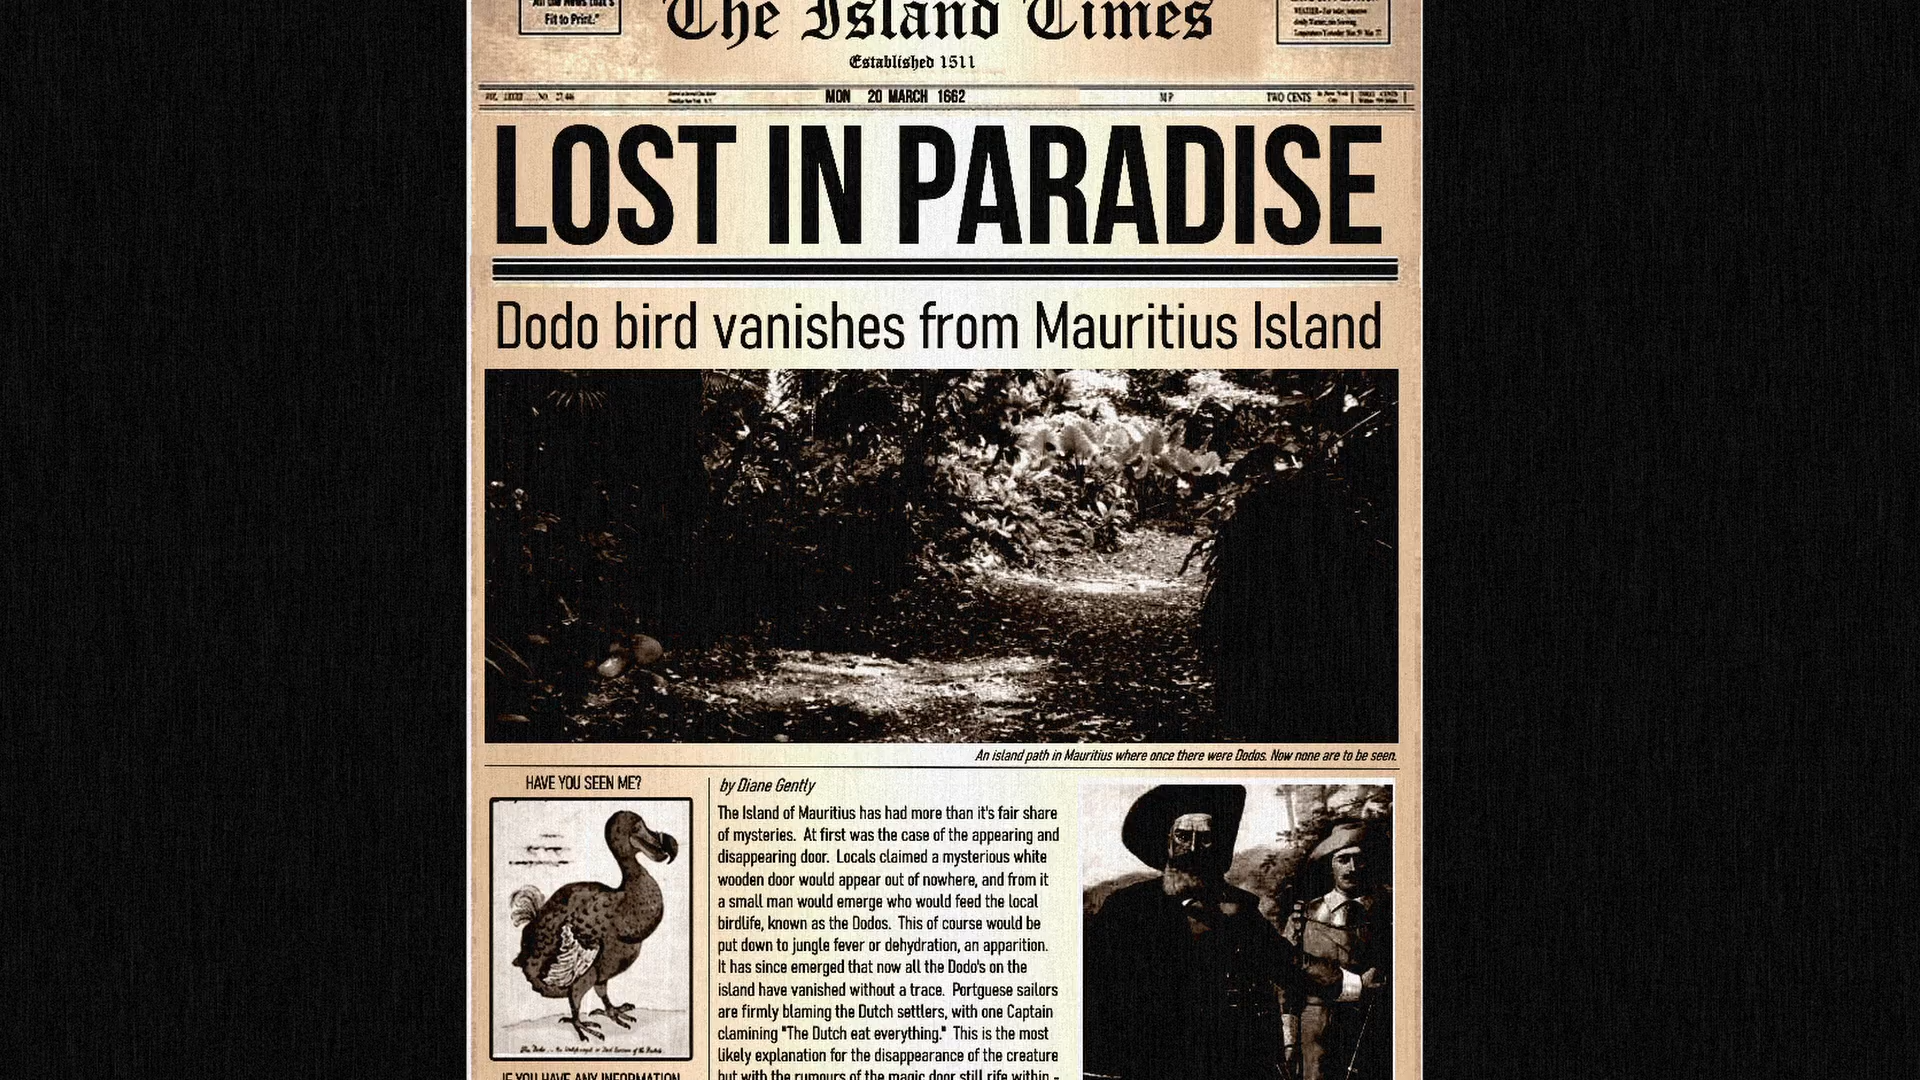 "All the News that's
Fit to Print."
The Island Times
Established 1511
MON 20 MARCH 1662
M P
TWO CENTS
LOST IN PARADISE
Dodo bird vanishes from Mauritius Island
An island path in Mauritius where once there were Dodos. Now none are to be seen.
HAVE YOU SEEN ME?
IF YOU HAVE ANY INFORMATION
by Diane Gently
The Island of Mauritius has had more than it's fair share
of mysteries. At first was the case of the appearing and
disappearing door. Locals claimed a mysterious white
wooden door would appear out of nowhere, and from it
a small man would emerge who would feed the local
birdlife, known as the Dodos. This of course would be
put down to jungle fever or dehydration, an apparition.
It has since emerged that now all the Dodo's on the
island have vanished without a trace. Portguese sailors
are firmly blaming the Dutch settlers, with one Captain
clamining "The Dutch eat everything." This is the most
likely explanation for the disappearance of the creature
but with the rumours of the magic door still rife within -